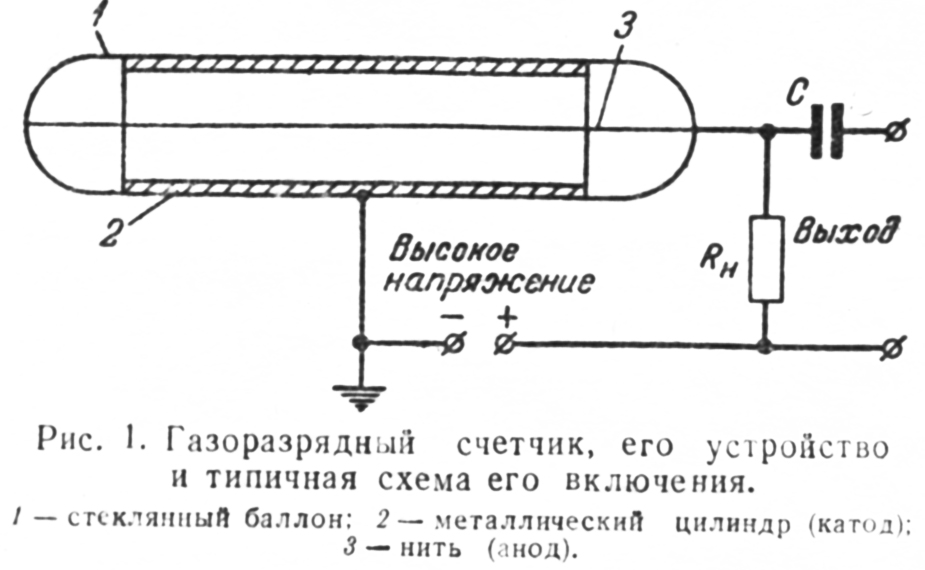 1
3
C
2
Высокое
напряжение
Rн
Выход
- +
Рис. 1. Газоразрядный счетчик, его устройство
и типичная схема его включения.
1 — стеклянный баллон; 2 — металлический цилиндр (катод);
3 — нить (анод).